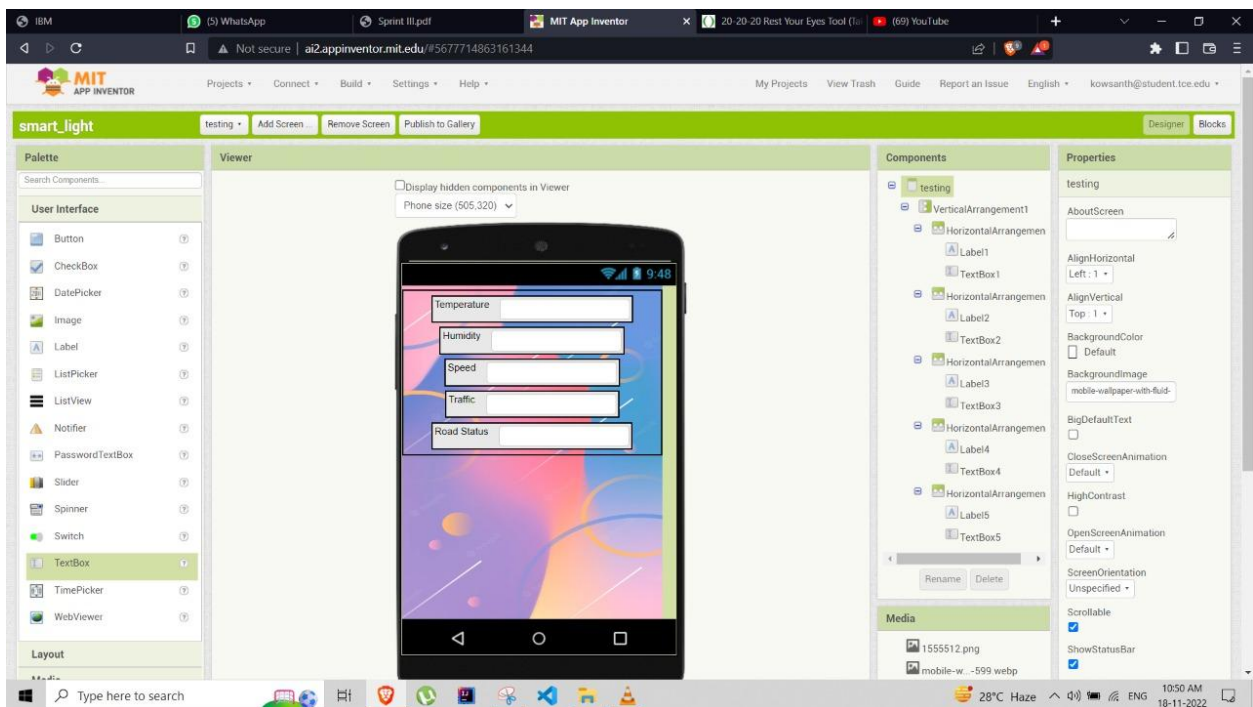 IBM
(5) WhatsApp
Sprint III.pdf
MIT App Inventor
20-20-20 Rest Your Eyes Tool (Tal
(69) YouTube
Not secure | ai2.appinventor.mit.edu/#5677714863161344
MIT
APP INVENTOR
Projects
Connect
Build
Settings
Help
My Projects
View Trash
Guide
Report an Issue
English
kowsanth@student.tce.edu
smart_light
testing
Add Screen ...
Remove Screen
Publish to Gallery
Designer
Blocks
Palette
Search Components...
User Interface
Button
CheckBox
DatePicker
Image
Label
ListPicker
ListView
Notifier
PasswordTextBox
Slider
Spinner
Switch
TextBox
TimePicker
WebViewer
Layout
Media
Viewer
Display hidden components in Viewer
Phone size (505,320)
9:48
Temperature
Humidity
Speed
Traffic
Road Status
Components
testing
VerticalArrangement1
HorizontalArrangemen
Label1
TextBox1
HorizontalArrangemen
Label2
TextBox2
HorizontalArrangemen
Label3
TextBox3
HorizontalArrangemen
Label4
TextBox4
HorizontalArrangemen
Label5
TextBox5
Rename
Delete
Media
1555512.png
mobile-w...-599.webp
Properties
testing
AboutScreen
AlignHorizontal
Left : 1
AlignVertical
Top : 1
BackgroundColor
Default
BackgroundImage
mobile-wallpaper-with-fluid-
BigDefaultText
CloseScreenAnimation
Default
HighContrast
OpenScreenAnimation
Default
ScreenOrientation
Unspecified
Scrollable
ShowStatusBar
Type here to search
28°C Haze
ENG
10:50 AM
18-11-2022